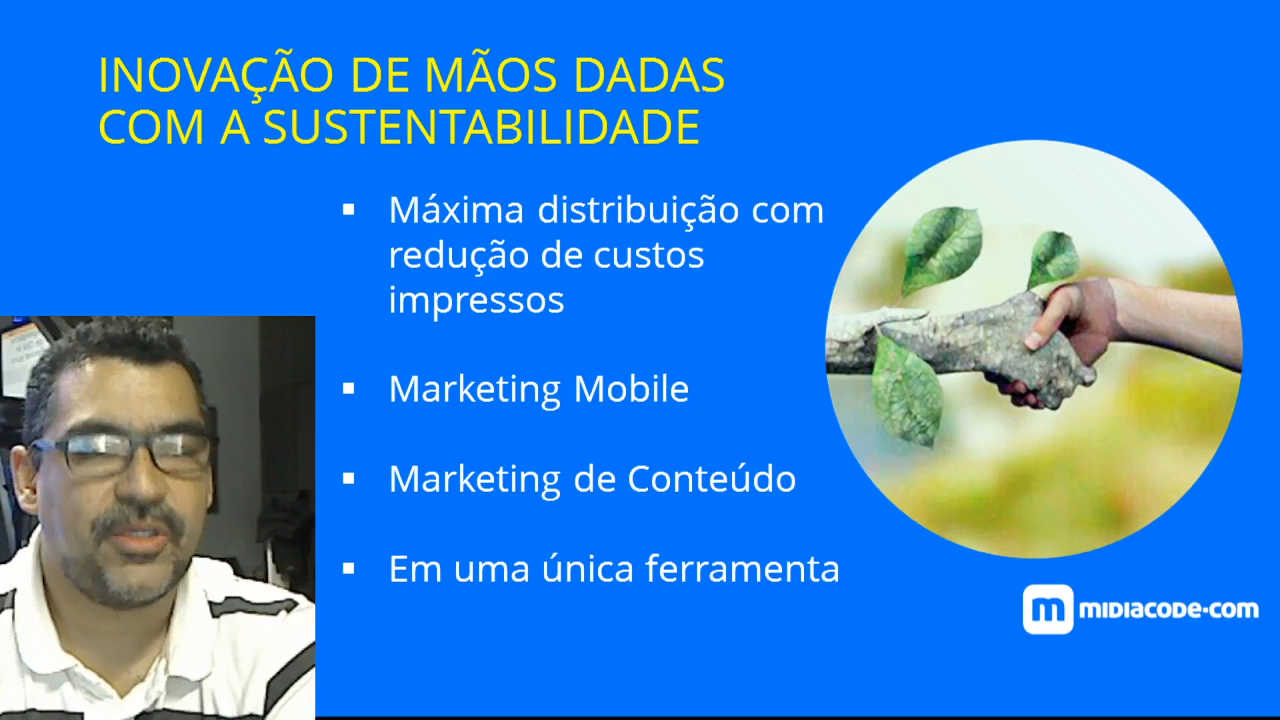 INOVAÇÃO DE MÃOS DADAS
COM A SUSTENTABILIDADE
Máxima distribuição com
redução de custos
impressos
Marketing Mobile
Marketing de Conteúdo
Em uma única ferramenta
m mIDIACODE.COM